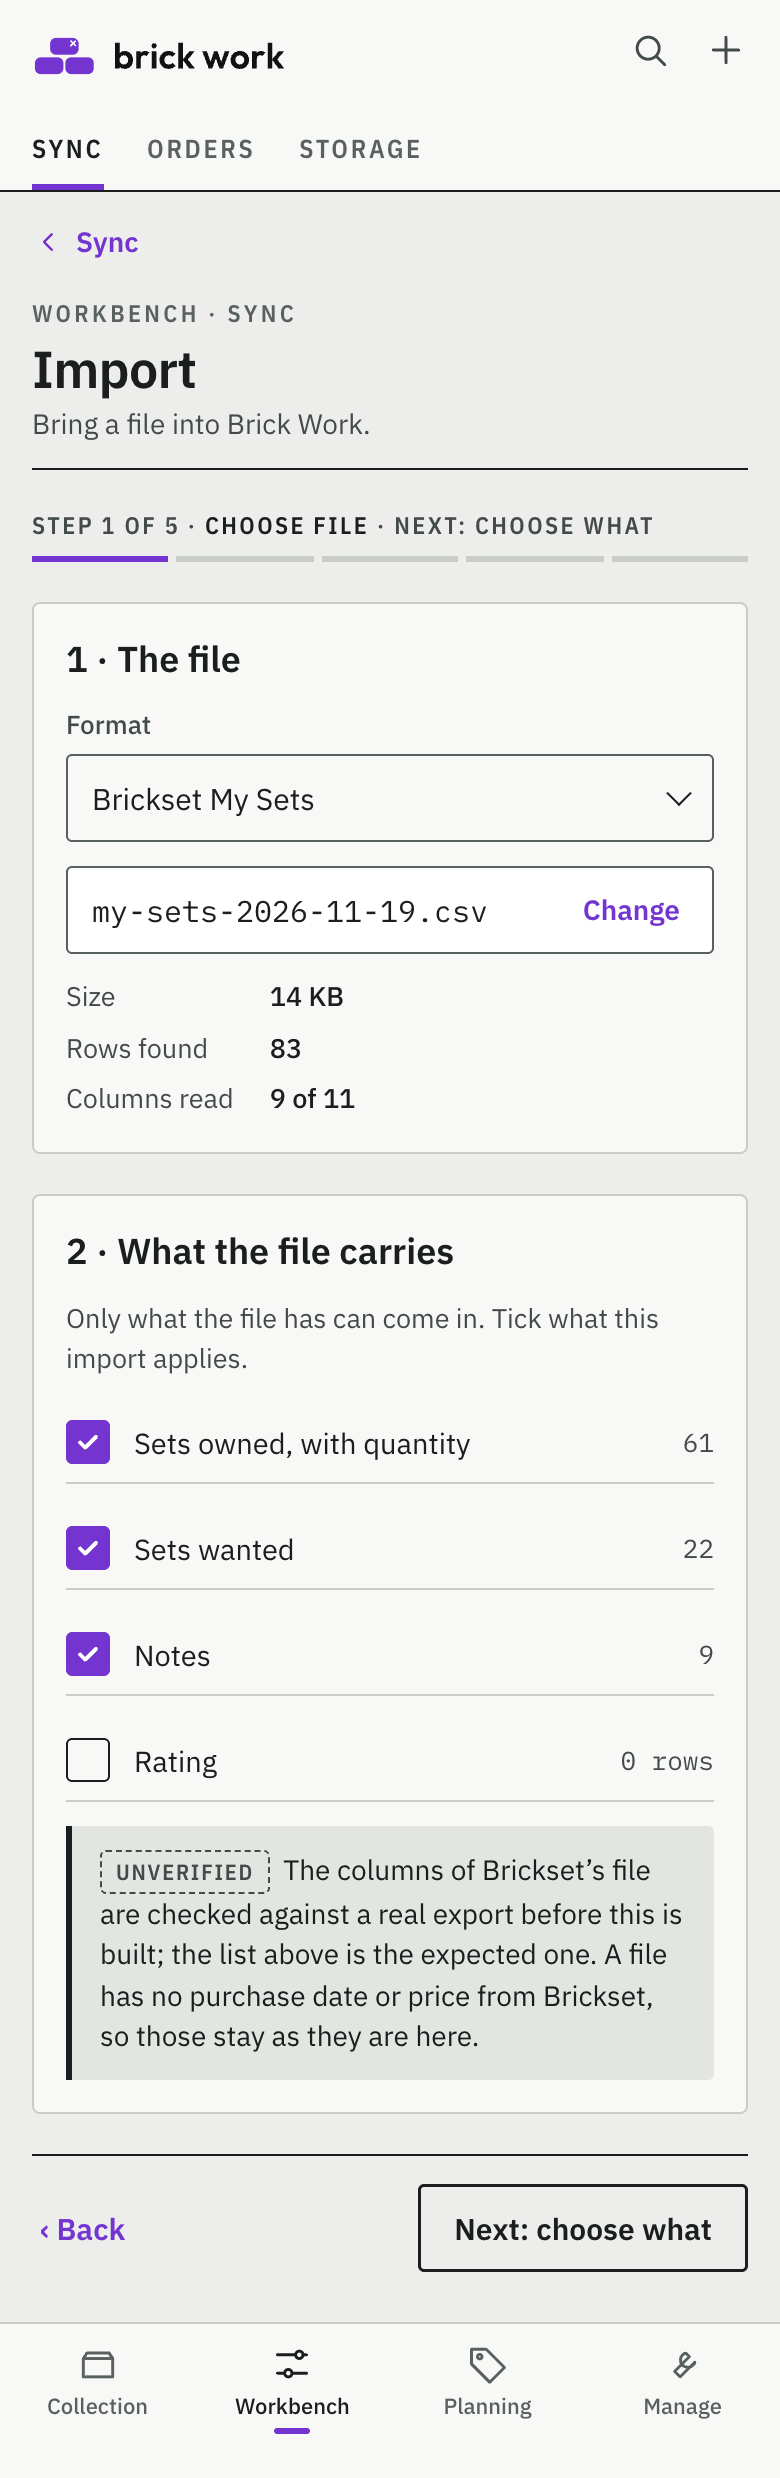 brick work
SYNC ORDERS STORAGE
Sync
WORKBENCH · SYNC
Import
Bring a file into Brick Work.
STEP 1 OF 5 · CHOOSE FILE · NEXT: CHOOSE WHAT
1 · The file
Format
Brickset My Sets
my-sets-2026-11-19.csv Change
Size 14 KB
Rows found 83
Columns read 9 of 11
2 · What the file carries
Only what the file has can come in. Tick what this
import applies.
Sets owned, with quantity 61
Sets wanted 22
Notes 9
Rating 0 rows
UNVERIFIED The columns of Brickset’s file
are checked against a real export before this is
built; the list above is the expected one. A file
has no purchase date or price from Brickset,
so those stay as they are here.
‹ Back Next: choose what
Collection Workbench Planning Manage